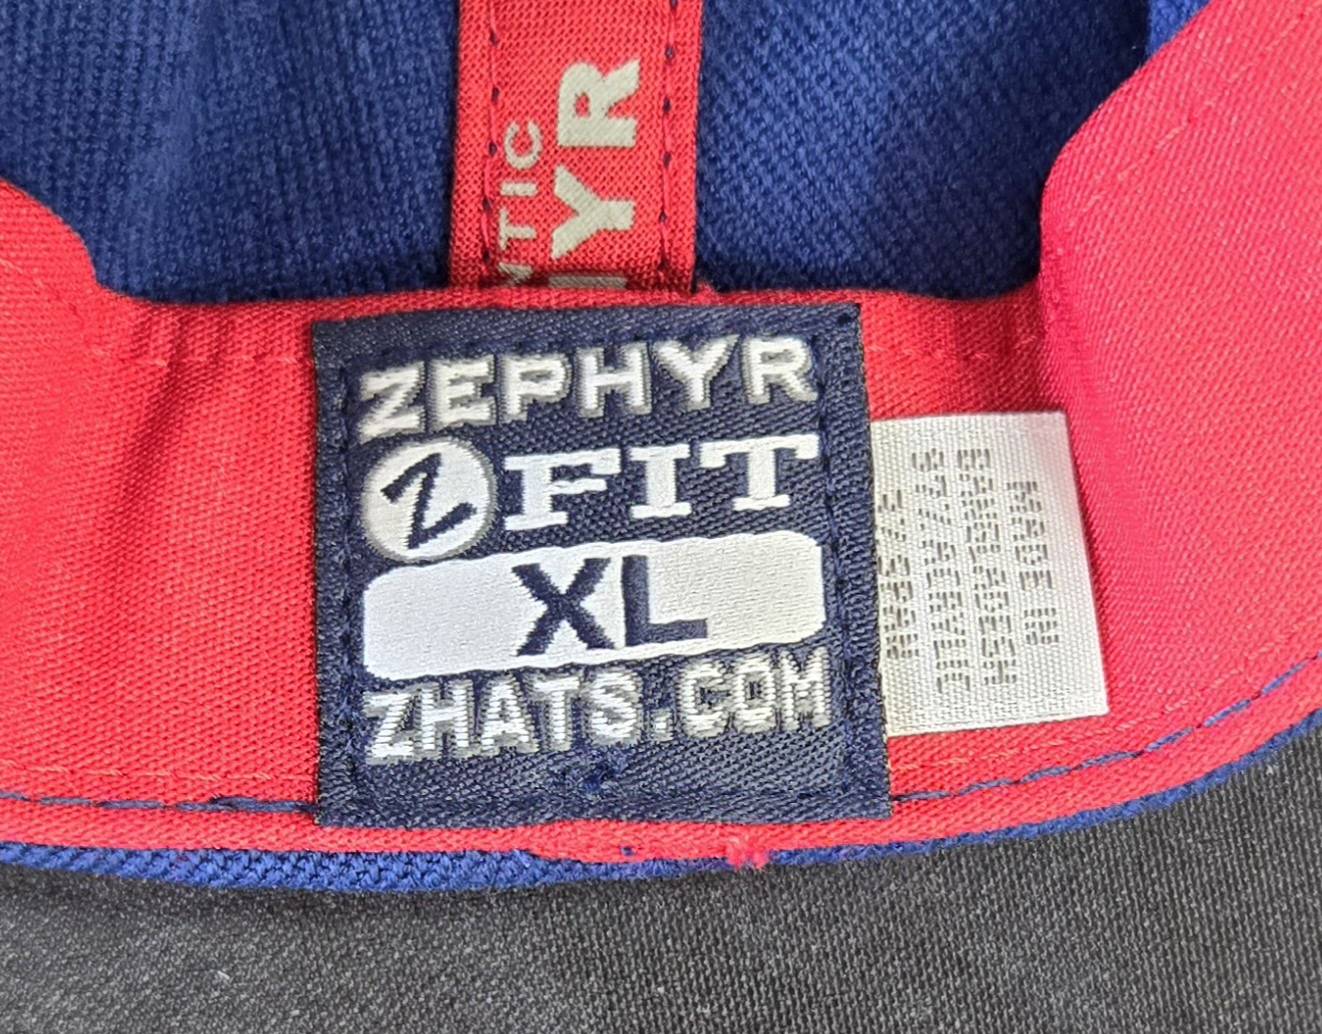 TIC
YR
ZEPHYR
Z FIT
XL
ZHATS.COM
MADE IN
BANGLADESH